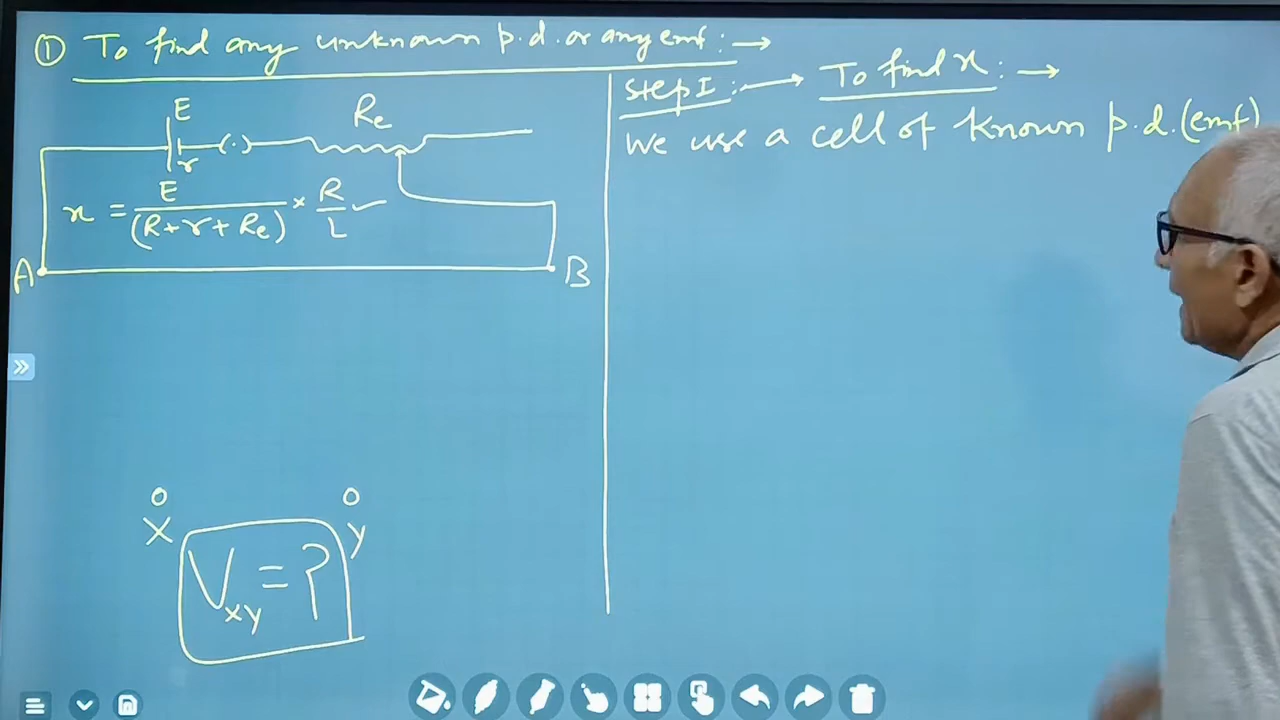 ① To find any unknown p.d. or any emf : →
E
Re
r
x = E / (R + r + Re) × R / L
A
B
X
Y
Vxy = ?
Step I : → To find x : →
We use a cell of known p.d. (emf)